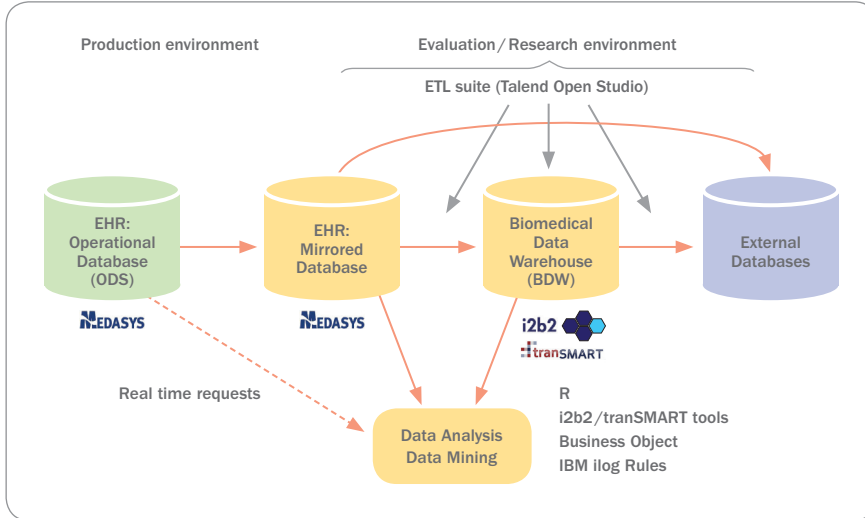 Production environment
Evaluation/Research environment
ETL suite (Talend Open Studio)
EHR:
Operational
Database
(ODS)
EHR:
Mirrored
Database
Biomedical
Data
Warehouse
(BDW)
External
Databases
MEDASYS
MEDASYS
i2b2
tranSMART
Real time requests
Data Analysis
Data Mining
R
i2b2/tranSMART tools
Business Object
IBM ilog Rules